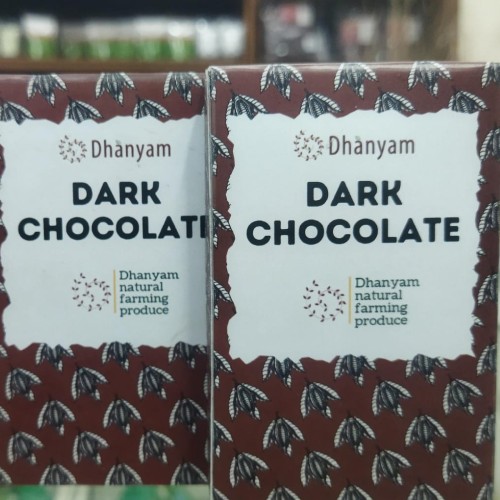 Dhanyam
DARK
CHOCOLATE
Dhanyam
natural
farming
produce
Dhanyam
DARK
CHOCOLATE
Dhanyam
natural
farming
produce